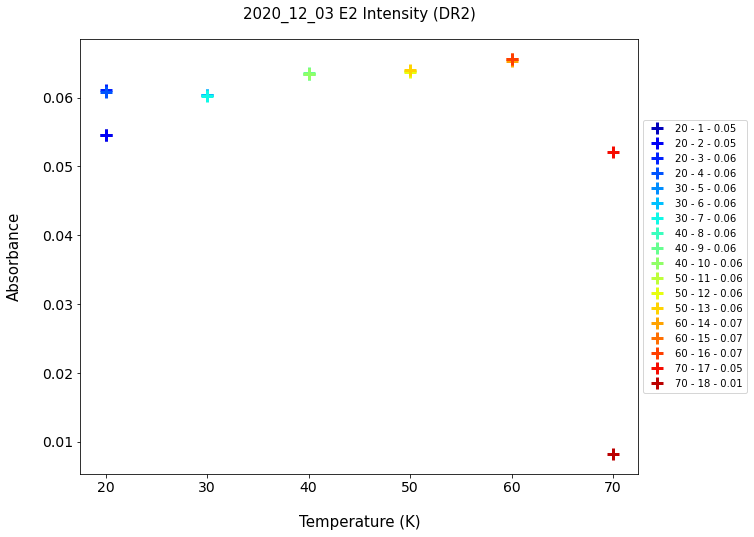 2020_12_03 E2 Intensity (DR2)
0.06
0.05
0.04
0.03
0.02
0.01
Absorbance
20 30 40 50 60 70
Temperature (K)
20 - 1 - 0.05
20 - 2 - 0.05
20 - 3 - 0.06
20 - 4 - 0.06
30 - 5 - 0.06
30 - 6 - 0.06
30 - 7 - 0.06
40 - 8 - 0.06
40 - 9 - 0.06
40 - 10 - 0.06
50 - 11 - 0.06
50 - 12 - 0.06
50 - 13 - 0.06
60 - 14 - 0.07
60 - 15 - 0.07
60 - 16 - 0.07
70 - 17 - 0.05
70 - 18 - 0.01